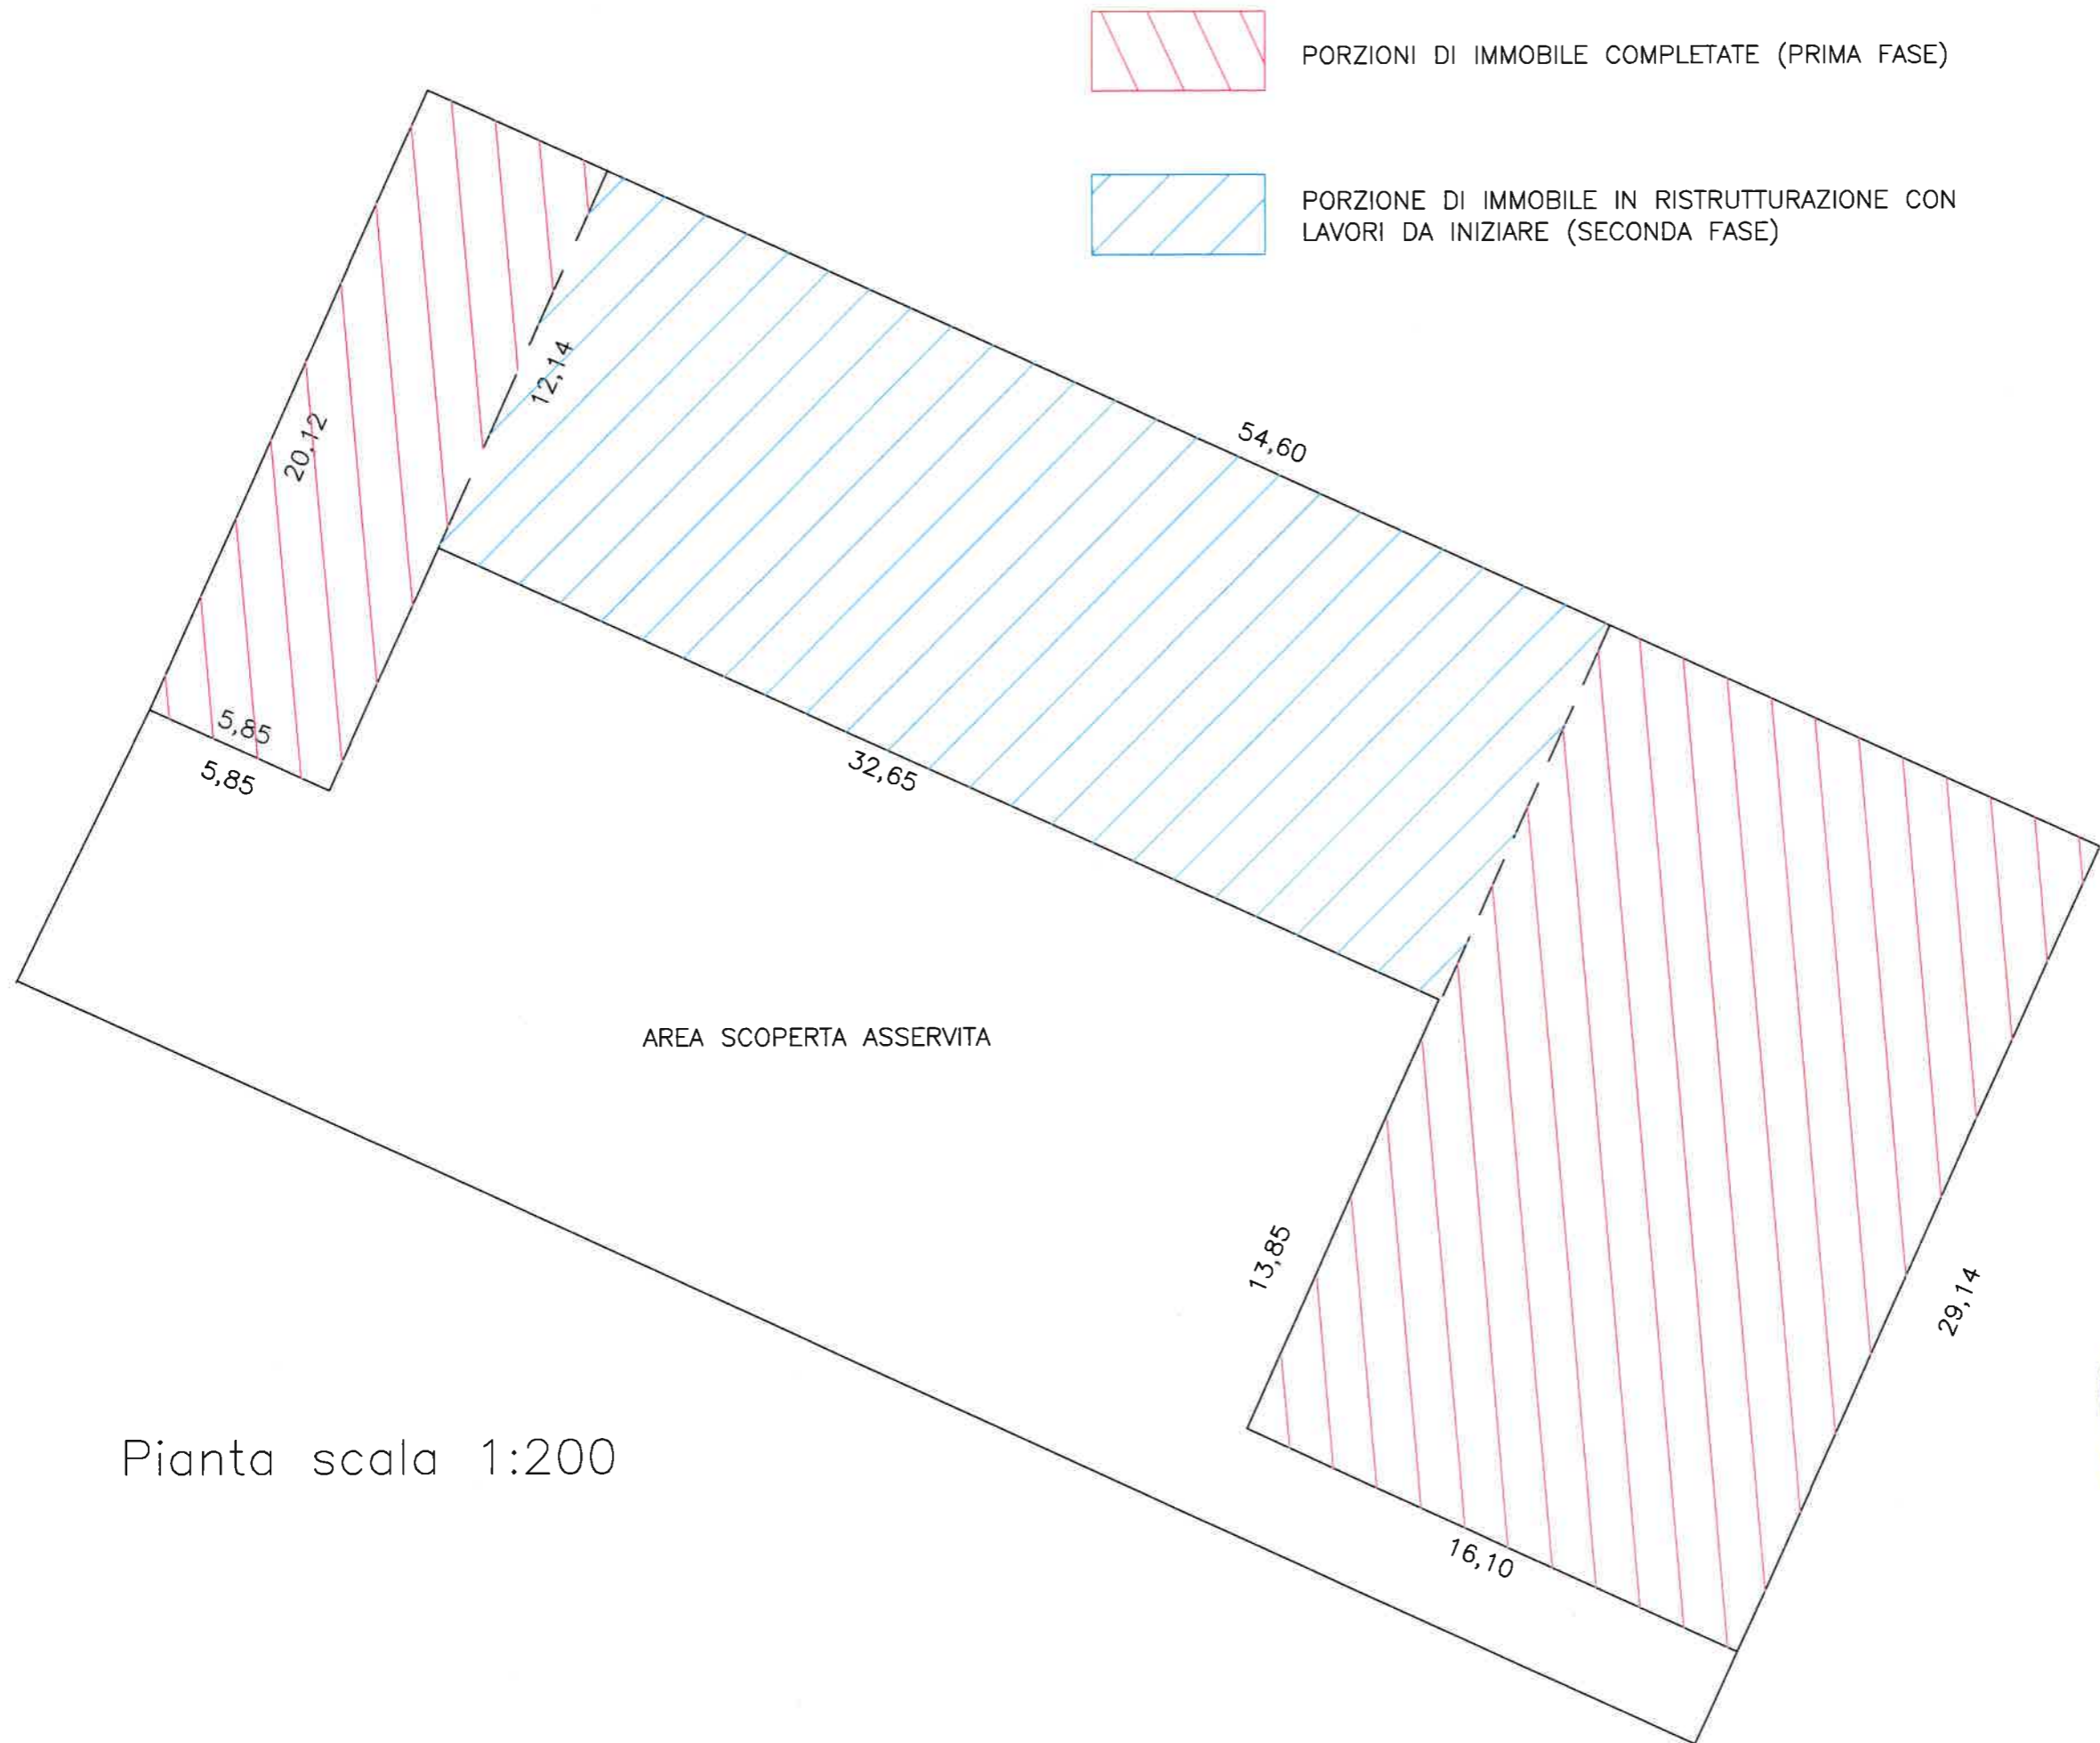 PORZIONI DI IMMOBILE COMPLETATE (PRIMA FASE)
PORZIONE DI IMMOBILE IN RISTRUTTURAZIONE CON
LAVORI DA INIZIARE (SECONDA FASE)
12,14
20,12
54,60
5,85
5,85
32,65
AREA SCOPERTA ASSERVITA
13,85
29,14
16,10
Pianta scala 1:200